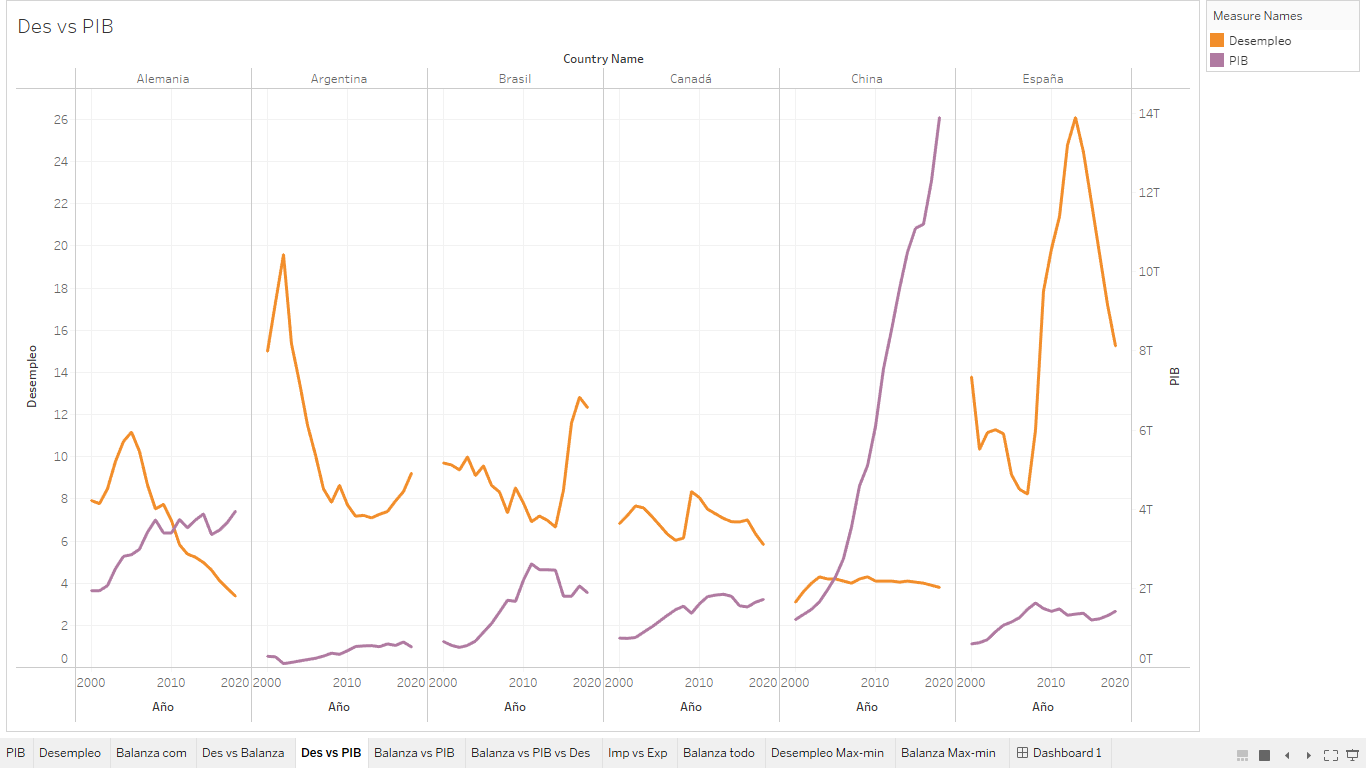 Des vs PIB
Measure Names
Desempleo
PIB
Country Name
Alemania Argentina Brasil Canadá China España
26
24
22
20
18
16
14
12
10
8
6
4
2
0
Desempleo
14T
12T
10T
8T
6T
4T
2T
0T
PIB
2000 2010 2020 2000 2010 2020 2000 2010 2020 2000 2010 2020 2000 2010 2020 2000 2010 2020
Año Año Año Año Año Año
PIB Desempleo Balanza com Des vs Balanza Des vs PIB Balanza vs PIB Balanza vs PIB vs Des Imp vs Exp Balanza todo Desempleo Max-min Balanza Max-min Dashboard 1